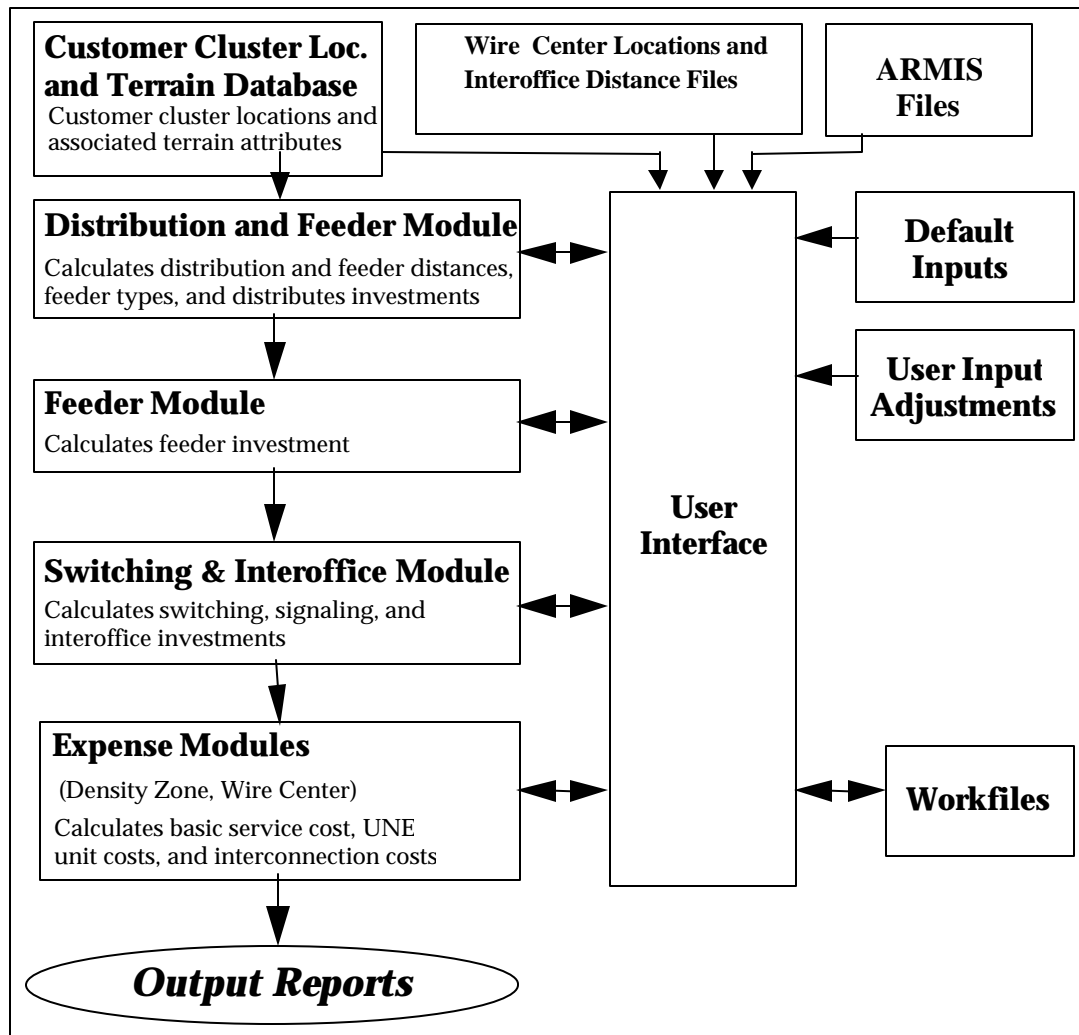 Customer Cluster Loc.
and Terrain Database
Customer cluster locations and
associated terrain attributes
Wire Center Locations and
Interoffice Distance Files
ARMIS
Files
Distribution and Feeder Module
Calculates distribution and feeder distances,
feeder types, and distributes investments
Feeder Module
Calculates feeder investment
Switching & Interoffice Module
Calculates switching, signaling, and
interoffice investments
Expense Modules
(Density Zone, Wire Center)
Calculates basic service cost, UNE
unit costs, and interconnection costs
Output Reports
User
Interface
Default
Inputs
User Input
Adjustments
Workfiles